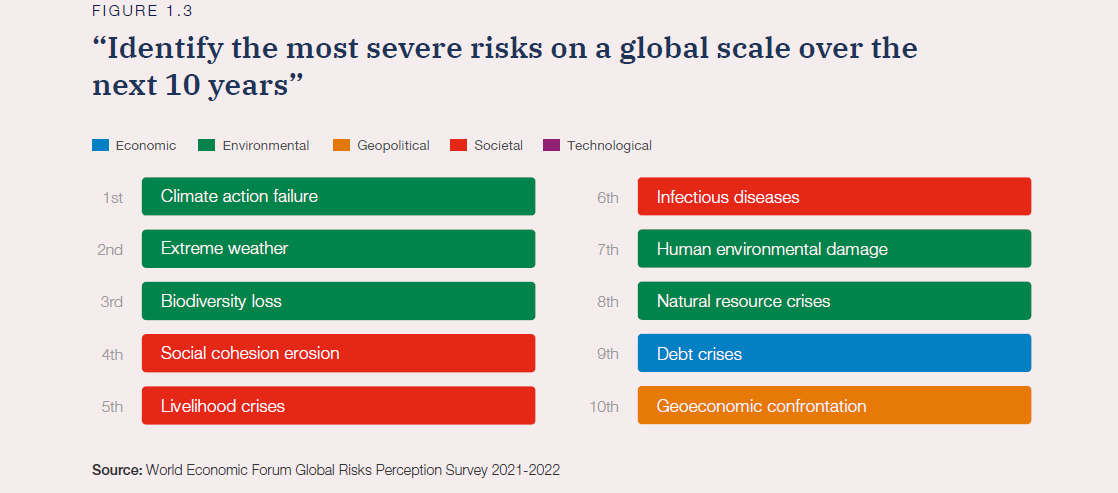 FIGURE 1.3
“Identify the most severe risks on a global scale over the
next 10 years”
Economic Environmental Geopolitical Societal Technological
1st Climate action failure
2nd Extreme weather
3rd Biodiversity loss
4th Social cohesion erosion
5th Livelihood crises
6th Infectious diseases
7th Human environmental damage
8th Natural resource crises
9th Debt crises
10th Geoeconomic confrontation
Source: World Economic Forum Global Risks Perception Survey 2021-2022